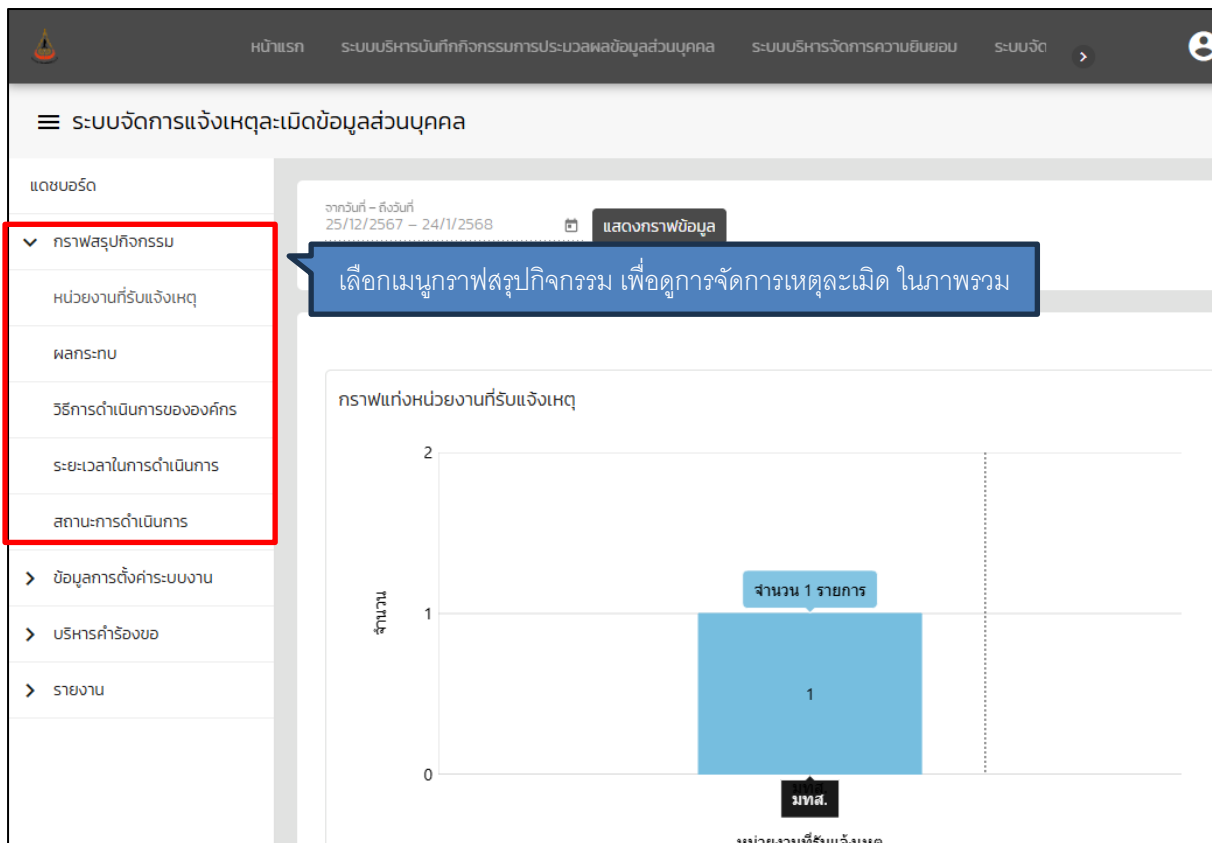 หน้าแรก ระบบบริหารบันทึกกิจกรรมการประมวลผลข้อมูลส่วนบุคคล ระบบบริหารจัดการความยินยอม ระบบจัด
ระบบจัดการแจ้งเหตุละเมิดข้อมูลส่วนบุคคล
แดชบอร์ด
กราฟสรุปกิจกรรม
หน่วยงานที่รับแจ้งเหตุ
ผลกระทบ
วิธีการดำเนินการขององค์กร
ระยะเวลาในการดำเนินการ
สถานะการดำเนินการ
ข้อมูลการตั้งค่าระบบงาน
บริหารคำร้องขอ
รายงาน
จากวันที่ – ถึงวันที่
25/12/2567 – 24/1/2568
แสดงกราฟข้อมูล
เลือกเมนูกราฟสรุปกิจกรรม เพื่อดูการจัดการเหตุละเมิด ในภาพรวม
กราฟแท่งหน่วยงานที่รับแจ้งเหตุ
2
จำนวน 1 รายการ
จำนวน
1
1
0
มทส.
หน่วยงานที่รับแจ้งเหตุ